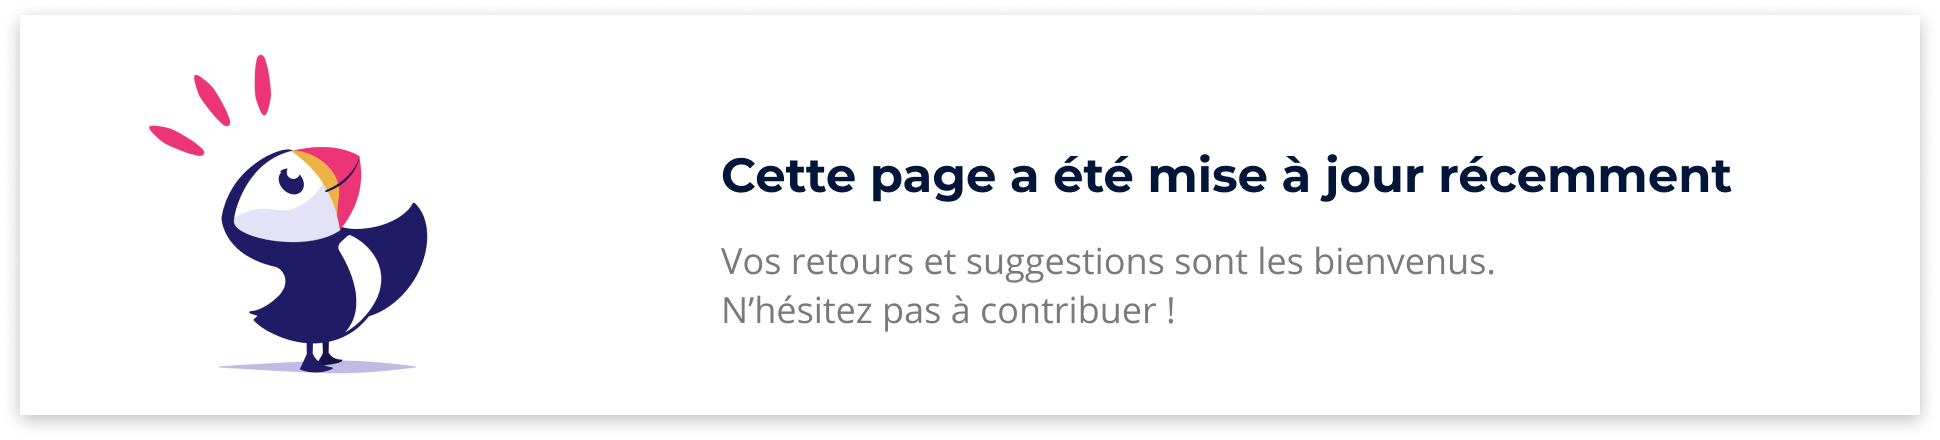 Cette page a été mise à jour récemment
Vos retours et suggestions sont les bienvenus.
N’hésitez pas à contribuer !